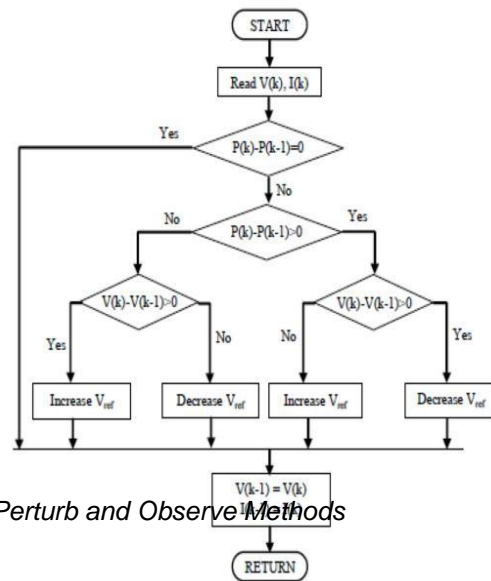 START
Read V(k), I(k)
Yes
P(k)-P(k-1)=0
No
No
Yes
P(k)-P(k-1)>0
V(k)-V(k-1)>0
V(k)-V(k-1)>0
Yes
No
No
Yes
Increase Vref
Decrease Vref
Increase Vref
Decrease Vref
V(k-1) = V(k)
Perturb and Observe Methods
RETURN